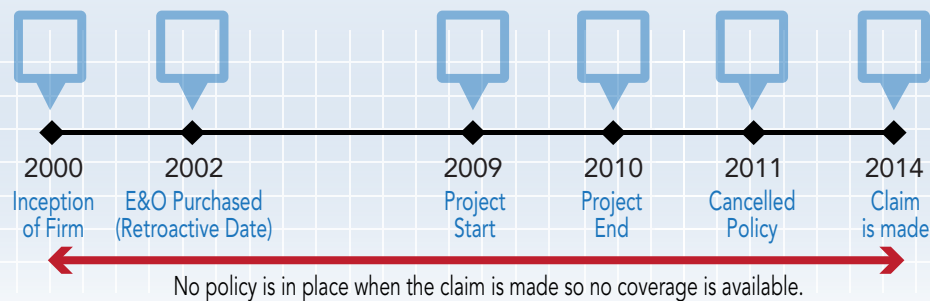 2000
Inception
of Firm
2002
E&O Purchased
(Retroactive Date)
2009
Project
Start
2010
Project
End
2011
Cancelled
Policy
2014
Claim
is made
No policy is in place when the claim is made so no coverage is available.